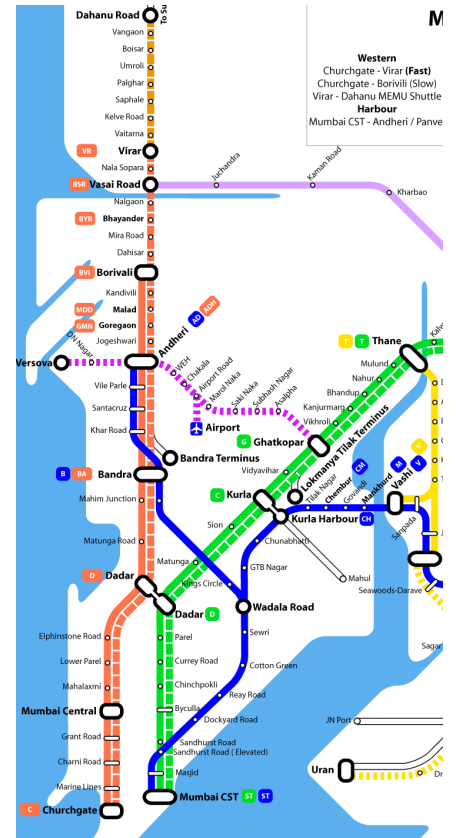 Dahanu Road
To Su
M
Vangaon
Boisar
Umroli
Palghar
Saphale
Kelve Road
Vaitarna
Western
Churchgate - Virar (Fast)
Churchgate - Borivili (Slow)
Virar - Dahanu MEMU Shuttle
Harbour
Mumbai CST - Andheri / Panve
VR
Virar
Nala Sopara
Juchandra
Kaman Road
BSR
Vasai Road
Kharbao
Nalgaon
BYR
Bhayander
Mira Road
Dahisar
BVI
Borivali
Kandivili
MDD
Malad
GMN
Goregaon
Jogeshwari
Andheri
AD
ADH
T
T
Thane
Kalv
DN Nagar
Versova
WEH
Chakala
Airport Road
Marol Naka
Saki Naka
Subhash Nagar
Asalpha
Airport
Mulund
Nahur
Bhandup
Kanjurmarg
Vikhroli
Vile Parle
Santacruz
Khar Road
G
Ghatkopar
Bandra Terminus
Lokmanya Tilak Terminus
B
BA
Bandra
Vidyavihar
Mahim Junction
C
Kurla
Tilak Nagar
Chembur
CM
Govandi
Mankhurd
M
Vashi
V
Kurla Harbour
CH
Sanpada
J
Matunga Road
Sion
Chunabhatti
Matunga
GTB Nagar
Kings Circle
Mahul
Seawoods-Darave
D
Dadar
Dadar
D
Wadala Road
Elphinstone Road
Parel
Sewri
Lower Parel
Currey Road
Cotton Green
Sagar
Mahalaxmi
Chinchpokli
Reay Road
Mumbai Central
Byculla
Dockyard Road
JN Port
Grant Road
Sandhurst Road
Sandhurst Road ( Elevated)
Charni Road
Masjid
Uran
Dr
Marine Lines
Mumbai CST
ST
ST
C
Churchgate